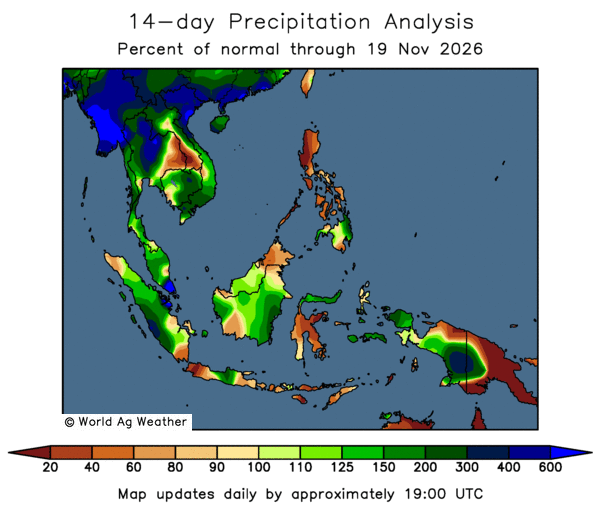 14-day Precipitation Analysis
Percent of normal through 19 Nov 2026
© World Ag Weather
20 40 60 80 90 100 110 125 150 200 300 400 600
Map updates daily by approximately 19:00 UTC